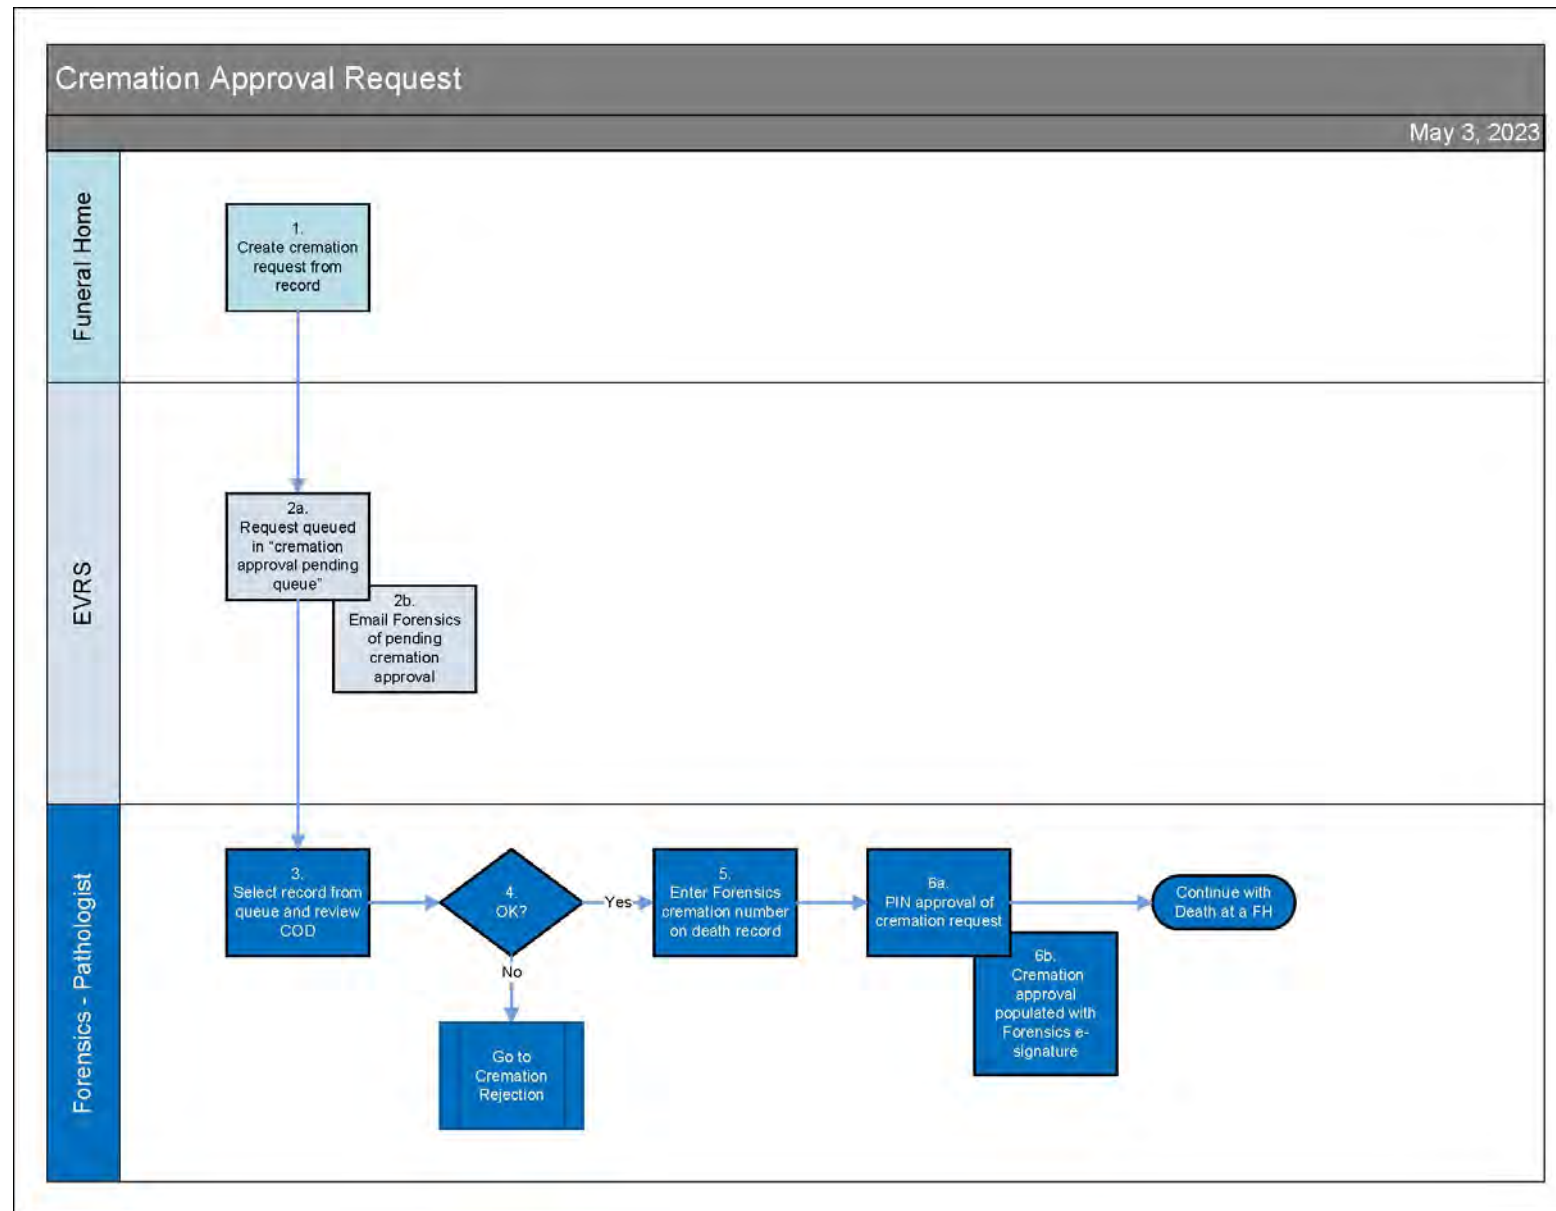 Cremation Approval Request
May 3, 2023
Funeral Home
1.
Create cremation
request from
record
EVRS
2a.
Request queued
in “cremation
approval pending
queue”
2b.
Email Forensics
of pending
cremation
approval
Forensics - Pathologist
3.
Select record from
queue and review
COD
4.
OK?
Yes
No
Go to
Cremation
Rejection
5.
Enter Forensics
cremation number
on death record
6a.
PIN approval of
cremation request
6b.
Cremation
approval
populated with
Forensics e-
signature
Continue with
Death at a FH